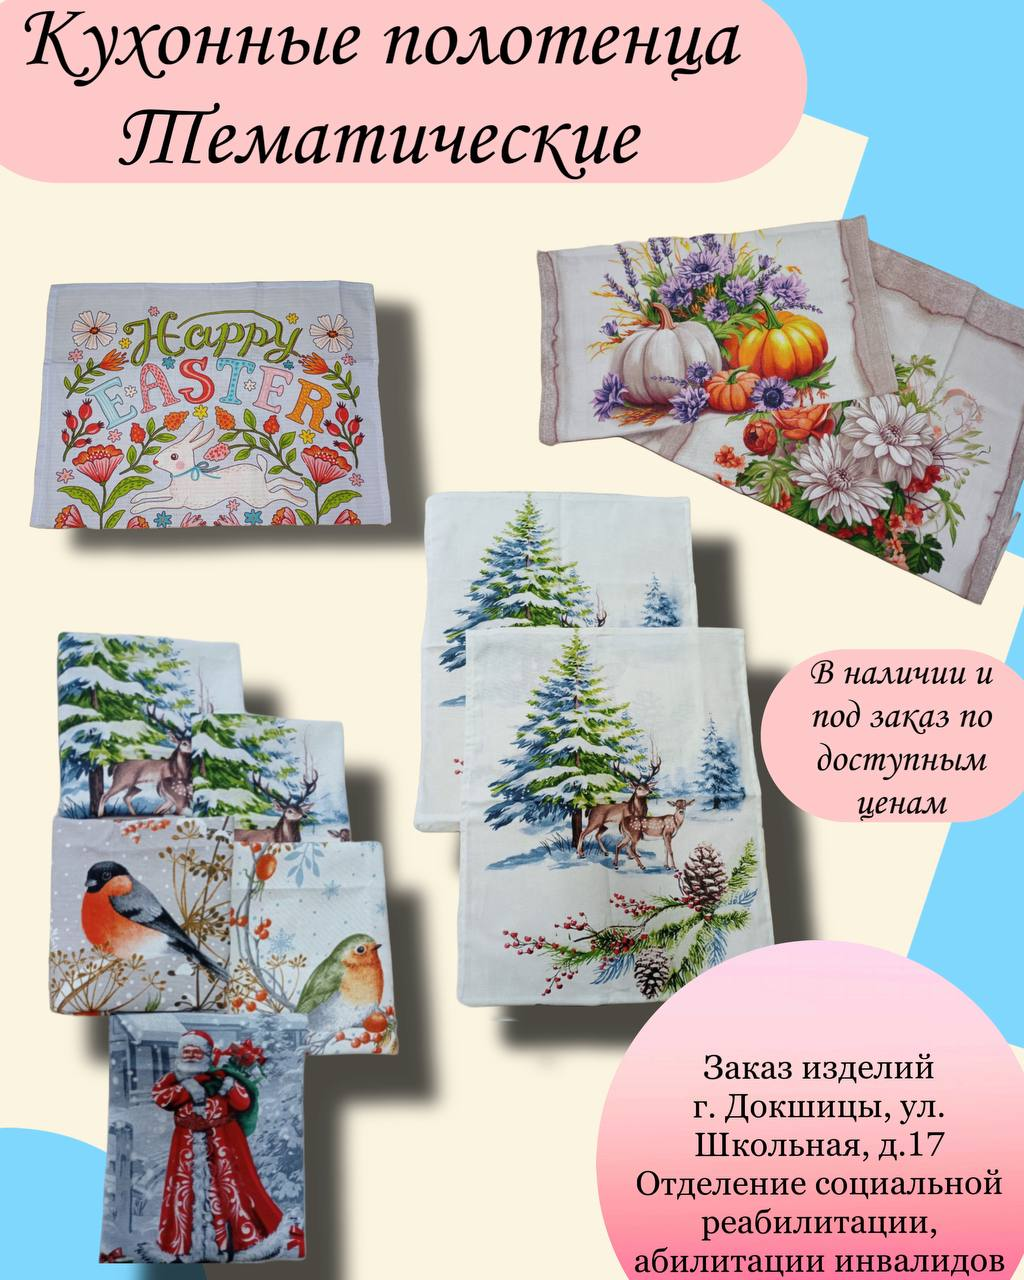 Кухонные полотенца
Тематические
Happy
EASTER
В наличии и
под заказ по
доступным
ценам
Заказ изделий
г. Докшицы, ул.
Школьная, д.17
Отделение социальной
реабилитации,
абилитации инвалидов